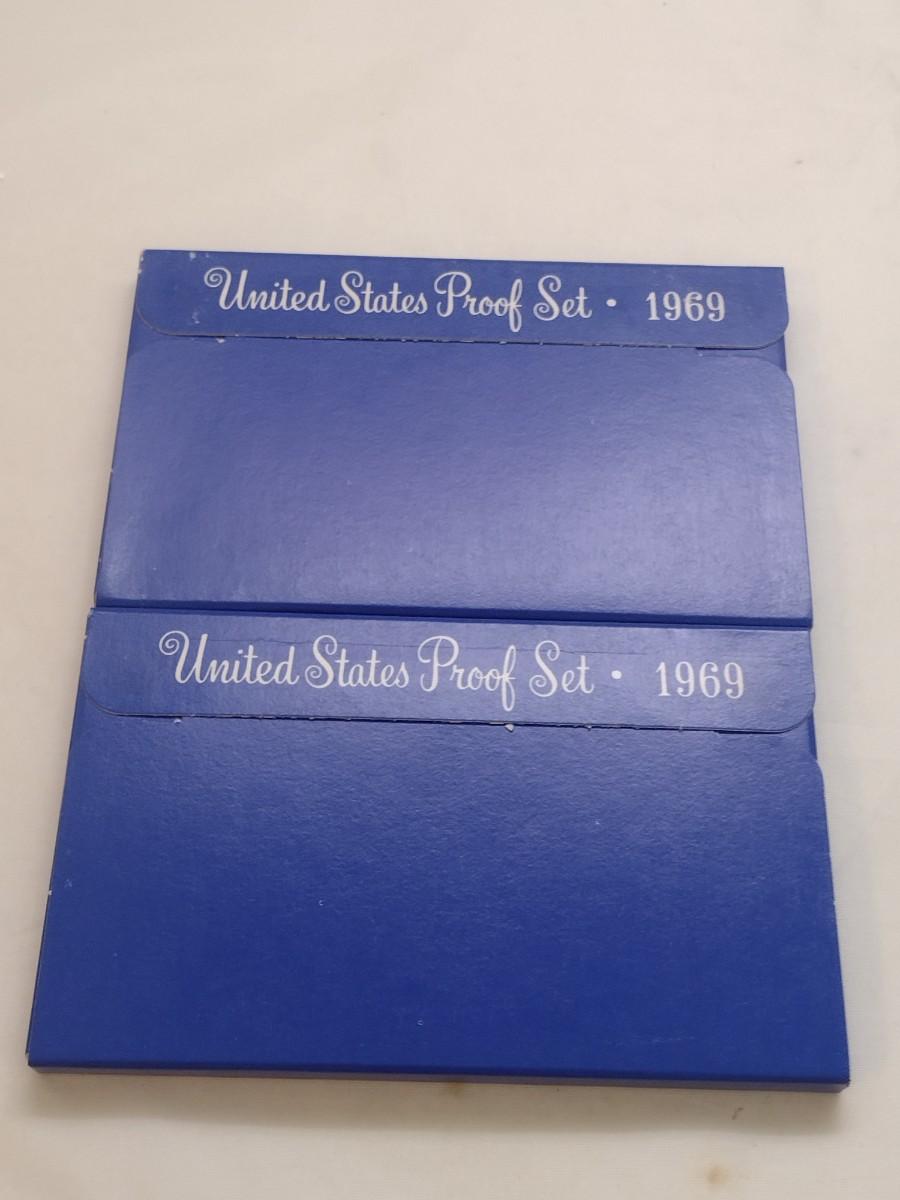 United States Proof Set • 1969
United States Proof Set • 1969